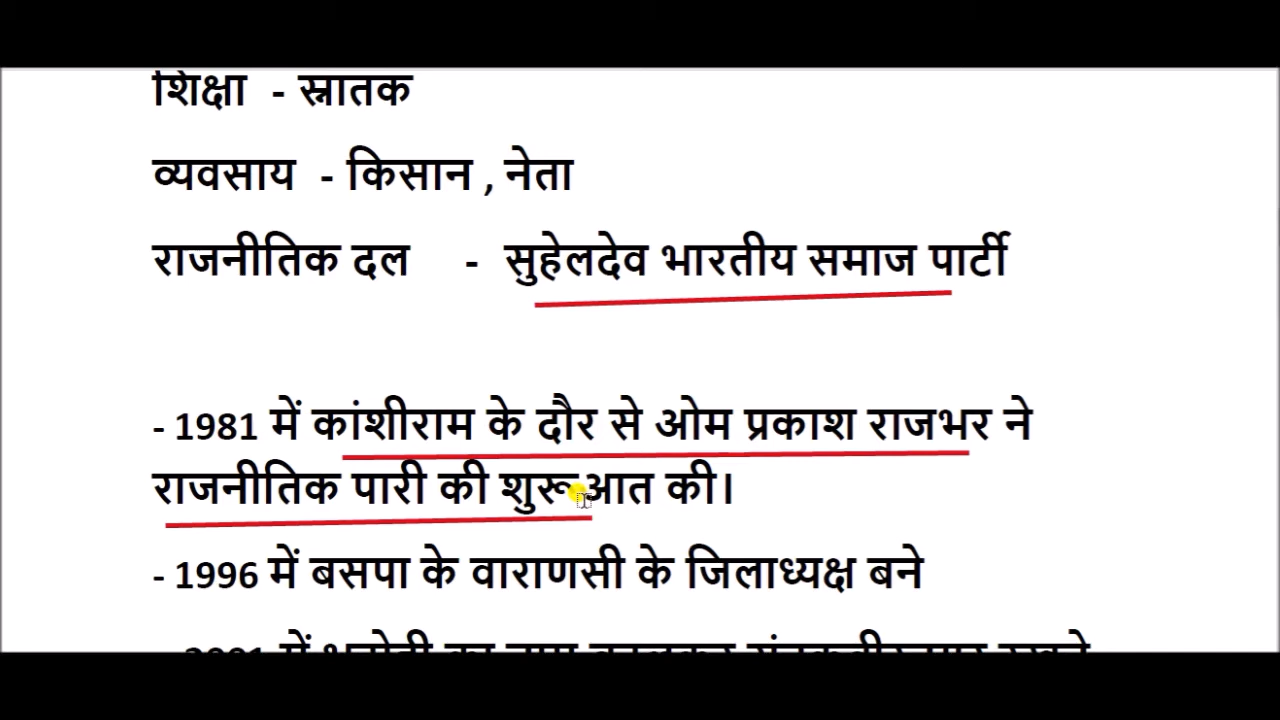 शिक्षा - स्नातक
व्यवसाय - किसान , नेता
राजनीतिक दल - सुहेलदेव भारतीय समाज पार्टी
- 1981 में कांशीराम के दौर से ओम प्रकाश राजभर ने
राजनीतिक पारी की शुरूआत की।
- 1996 में बसपा के वाराणसी के जिलाध्यक्ष बने
में का नाम